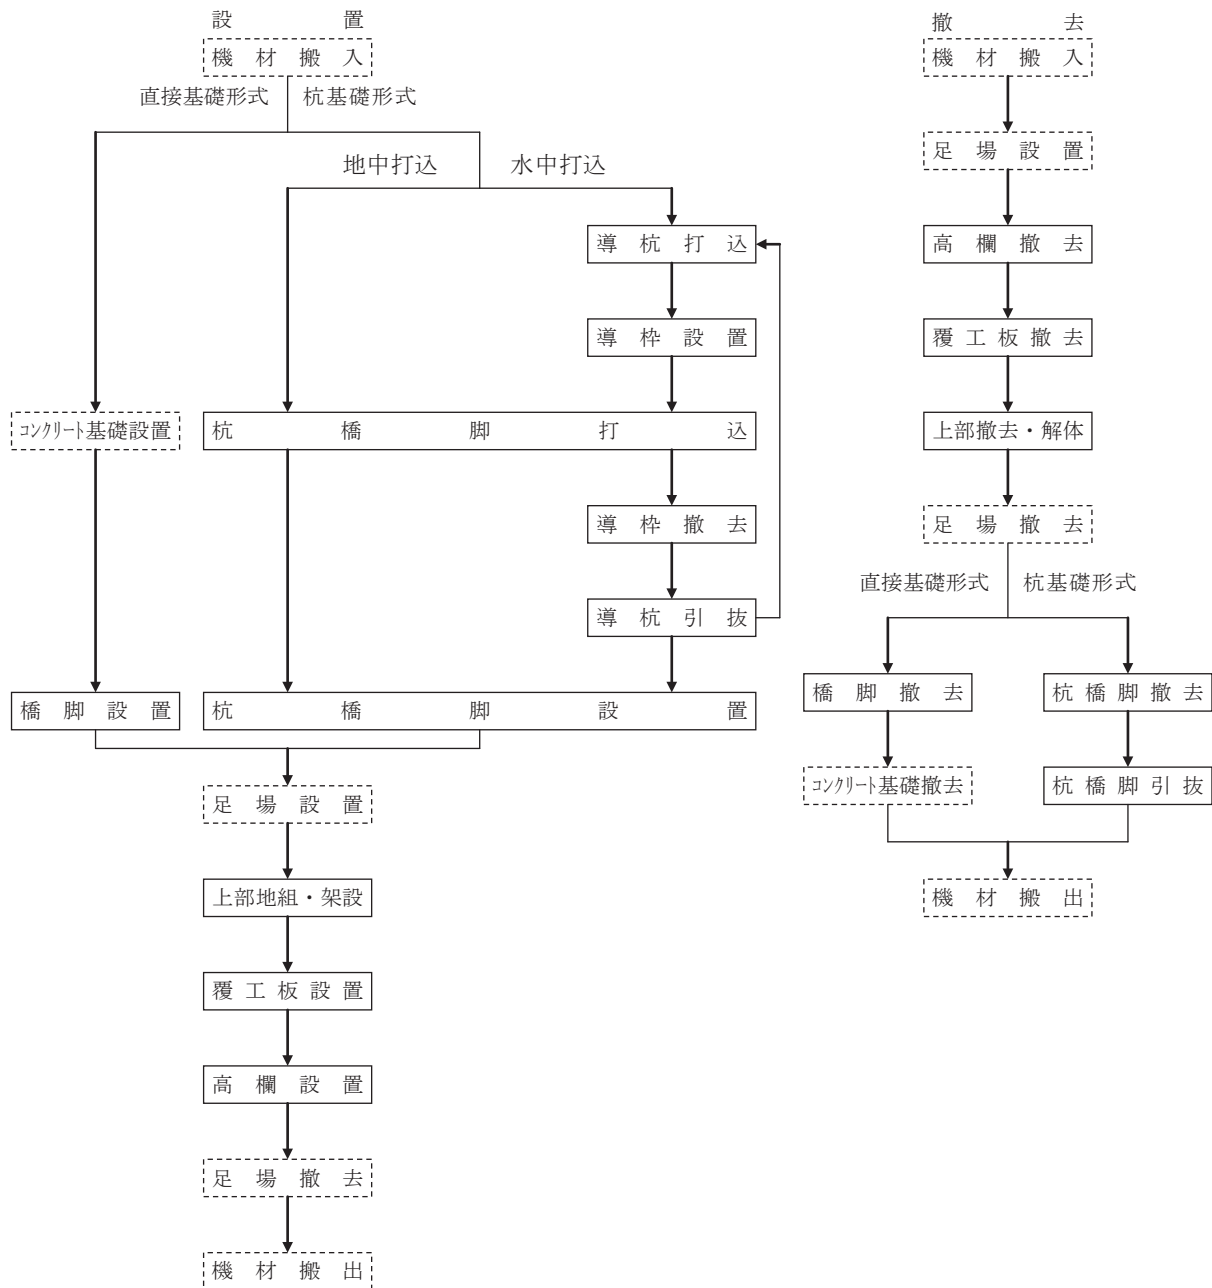 設置
機材搬入
直接基礎形式 杭基礎形式
地中打込 水中打込
導杭打込
導枠設置
コンクリート基礎設置 杭橋脚打込
導枠撤去
導杭引抜
橋脚設置 杭橋脚設置
足場設置
上部地組・架設
覆工板設置
高欄設置
足場撤去
機材搬出
撤去
機材搬入
足場設置
高欄撤去
覆工板撤去
上部撤去・解体
足場撤去
直接基礎形式 杭基礎形式
橋脚撤去 杭橋脚撤去
コンクリート基礎撤去 杭橋脚引抜
機材搬出